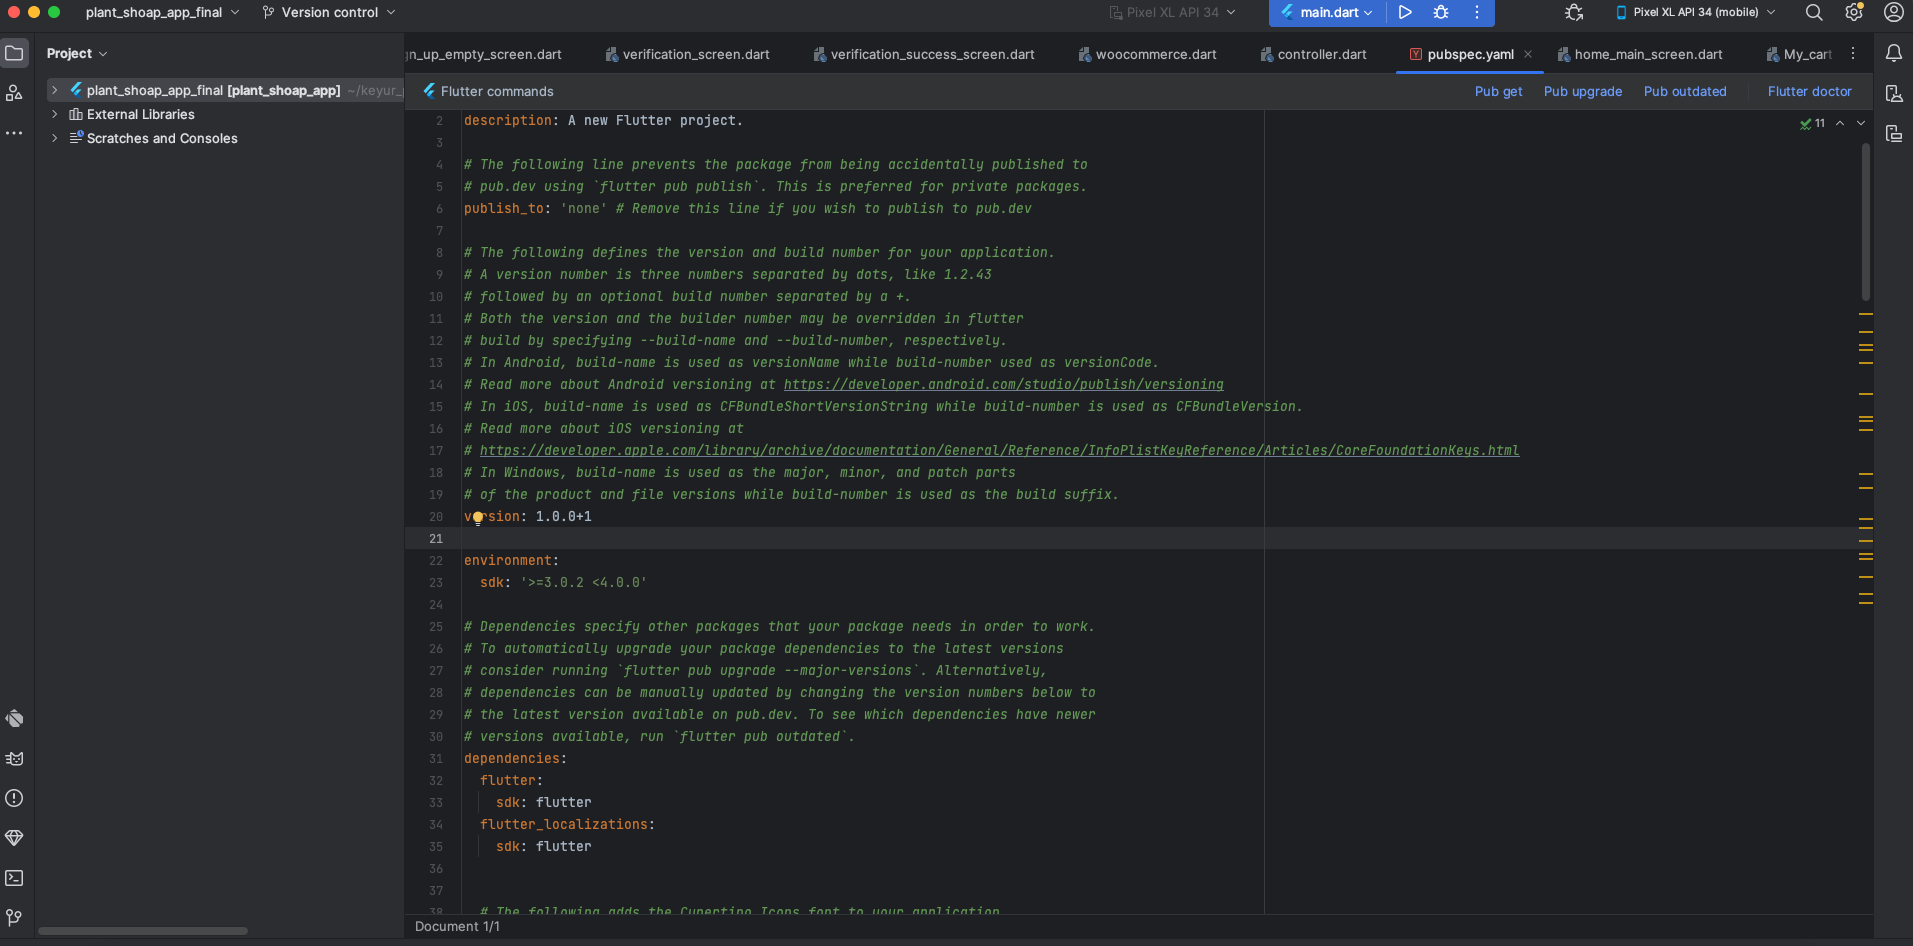 plant_shoap_app_final Version control Pixel XL API 34 main.dart Pixel XL API 34 (mobile)
Project
n_up_empty_screen.dart verification_screen.dart verification_success_screen.dart woocommerce.dart controller.dart pubspec.yaml home_main_screen.dart My_cart
plant_shoap_app_final [plant_shoap_app] ~/keyur_
External Libraries
Scratches and Consoles
Flutter commands Pub get Pub upgrade Pub outdated Flutter doctor
11
2 description: A new Flutter project.
3
4 # The following line prevents the package from being accidentally published to
5 # pub.dev using `flutter pub publish`. This is preferred for private packages.
6 publish_to: 'none' # Remove this line if you wish to publish to pub.dev
7
8 # The following defines the version and build number for your application.
9 # A version number is three numbers separated by dots, like 1.2.43
10 # followed by an optional build number separated by a +.
11 # Both the version and the builder number may be overridden in flutter
12 # build by specifying --build-name and --build-number, respectively.
13 # In Android, build-name is used as versionName while build-number used as versionCode.
14 # Read more about Android versioning at https://developer.android.com/studio/publish/versioning
15 # In iOS, build-name is used as CFBundleShortVersionString while build-number is used as CFBundleVersion.
16 # Read more about iOS versioning at
17 # https://developer.apple.com/library/archive/documentation/General/Reference/InfoPlistKeyReference/Articles/CoreFoundationKeys.html
18 # In Windows, build-name is used as the major, minor, and patch parts
19 # of the product and file versions while build-number is used as the build suffix.
20 version: 1.0.0+1
21
22 environment:
23 sdk: '>=3.0.2 <4.0.0'
24
25 # Dependencies specify other packages that your package needs in order to work.
26 # To automatically upgrade your package dependencies to the latest versions
27 # consider running `flutter pub upgrade --major-versions`. Alternatively,
28 # dependencies can be manually updated by changing the version numbers below to
29 # the latest version available on pub.dev. To see which dependencies have newer
30 # versions available, run `flutter pub outdated`.
31 dependencies:
32 flutter:
33 sdk: flutter
34 flutter_localizations:
35 sdk: flutter
36
37
38 # The following adds the Cupertino Icons font to your application
Document 1/1